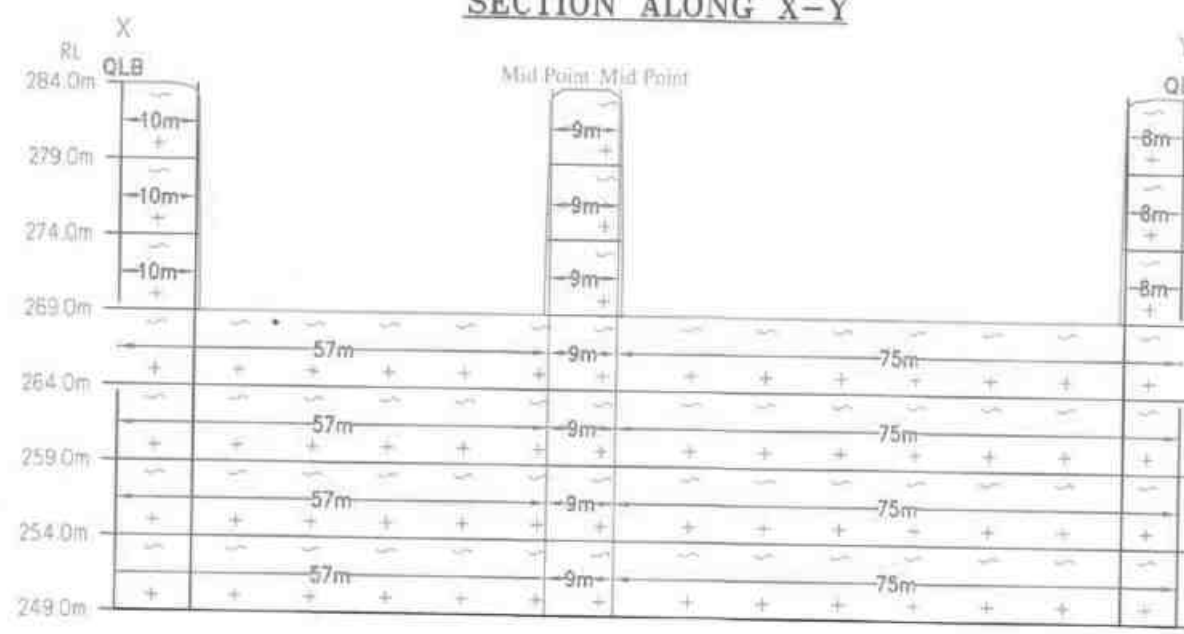 SECTION ALONG X-Y
X
Y
RL
QLB
284.0m
Mid Point Mid Point
10m
9m
8m
279.0m
10m
9m
8m
274.0m
10m
9m
8m
269.0m
57m
9m
75m
264.0m
57m
9m
75m
259.0m
57m
9m
75m
254.0m
57m
9m
75m
249.0m